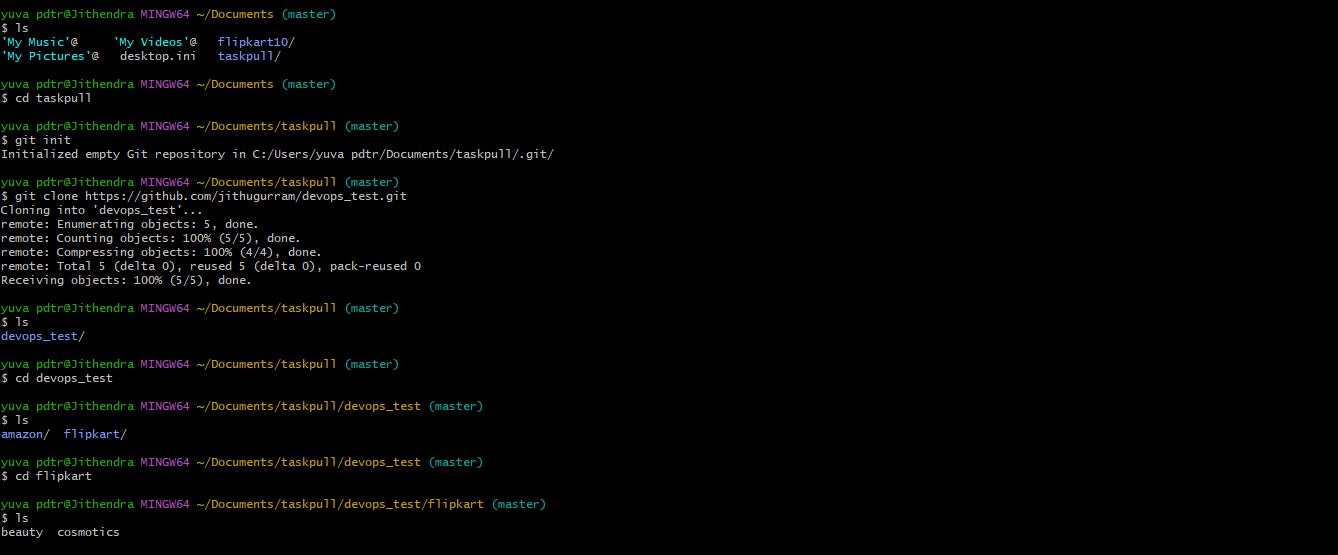 yuva pdtr@Jithendra MINGW64 ~/Documents (master)
$ ls
'My Music'@     'My Videos'@   flipkart10/
'My Pictures'@   desktop.ini   taskpull/
yuva pdtr@Jithendra MINGW64 ~/Documents (master)
$ cd taskpull
yuva pdtr@Jithendra MINGW64 ~/Documents/taskpull (master)
$ git init
Initialized empty Git repository in C:/Users/yuva pdtr/Documents/taskpull/.git/
yuva pdtr@Jithendra MINGW64 ~/Documents/taskpull (master)
$ git clone https://github.com/jithugurram/devops_test.git
Cloning into 'devops_test'...
remote: Enumerating objects: 5, done.
remote: Counting objects: 100% (5/5), done.
remote: Compressing objects: 100% (4/4), done.
remote: Total 5 (delta 0), reused 5 (delta 0), pack-reused 0
Receiving objects: 100% (5/5), done.
yuva pdtr@Jithendra MINGW64 ~/Documents/taskpull (master)
$ ls
devops_test/
yuva pdtr@Jithendra MINGW64 ~/Documents/taskpull (master)
$ cd devops_test
yuva pdtr@Jithendra MINGW64 ~/Documents/taskpull/devops_test (master)
$ ls
amazon/  flipkart/
yuva pdtr@Jithendra MINGW64 ~/Documents/taskpull/devops_test (master)
$ cd flipkart
yuva pdtr@Jithendra MINGW64 ~/Documents/taskpull/devops_test/flipkart (master)
$ ls
beauty  cosmotics